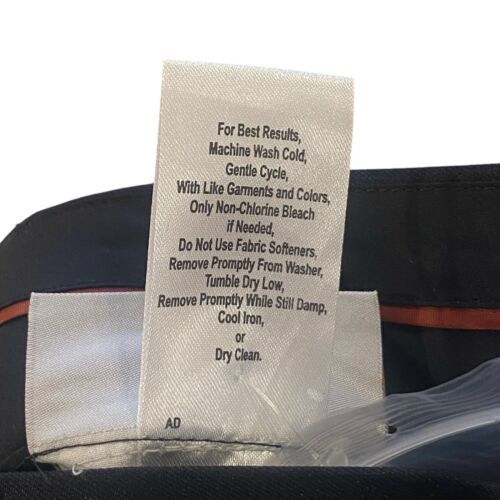 For Best Results,
Machine Wash Cold,
Gentle Cycle,
With Like Garments and Colors,
Only Non-Chlorine Bleach
if Needed,
Do Not Use Fabric Softeners,
Remove Promptly From Washer,
Tumble Dry Low,
Remove Promptly While Still Damp,
Cool Iron,
or
Dry Clean.
AD